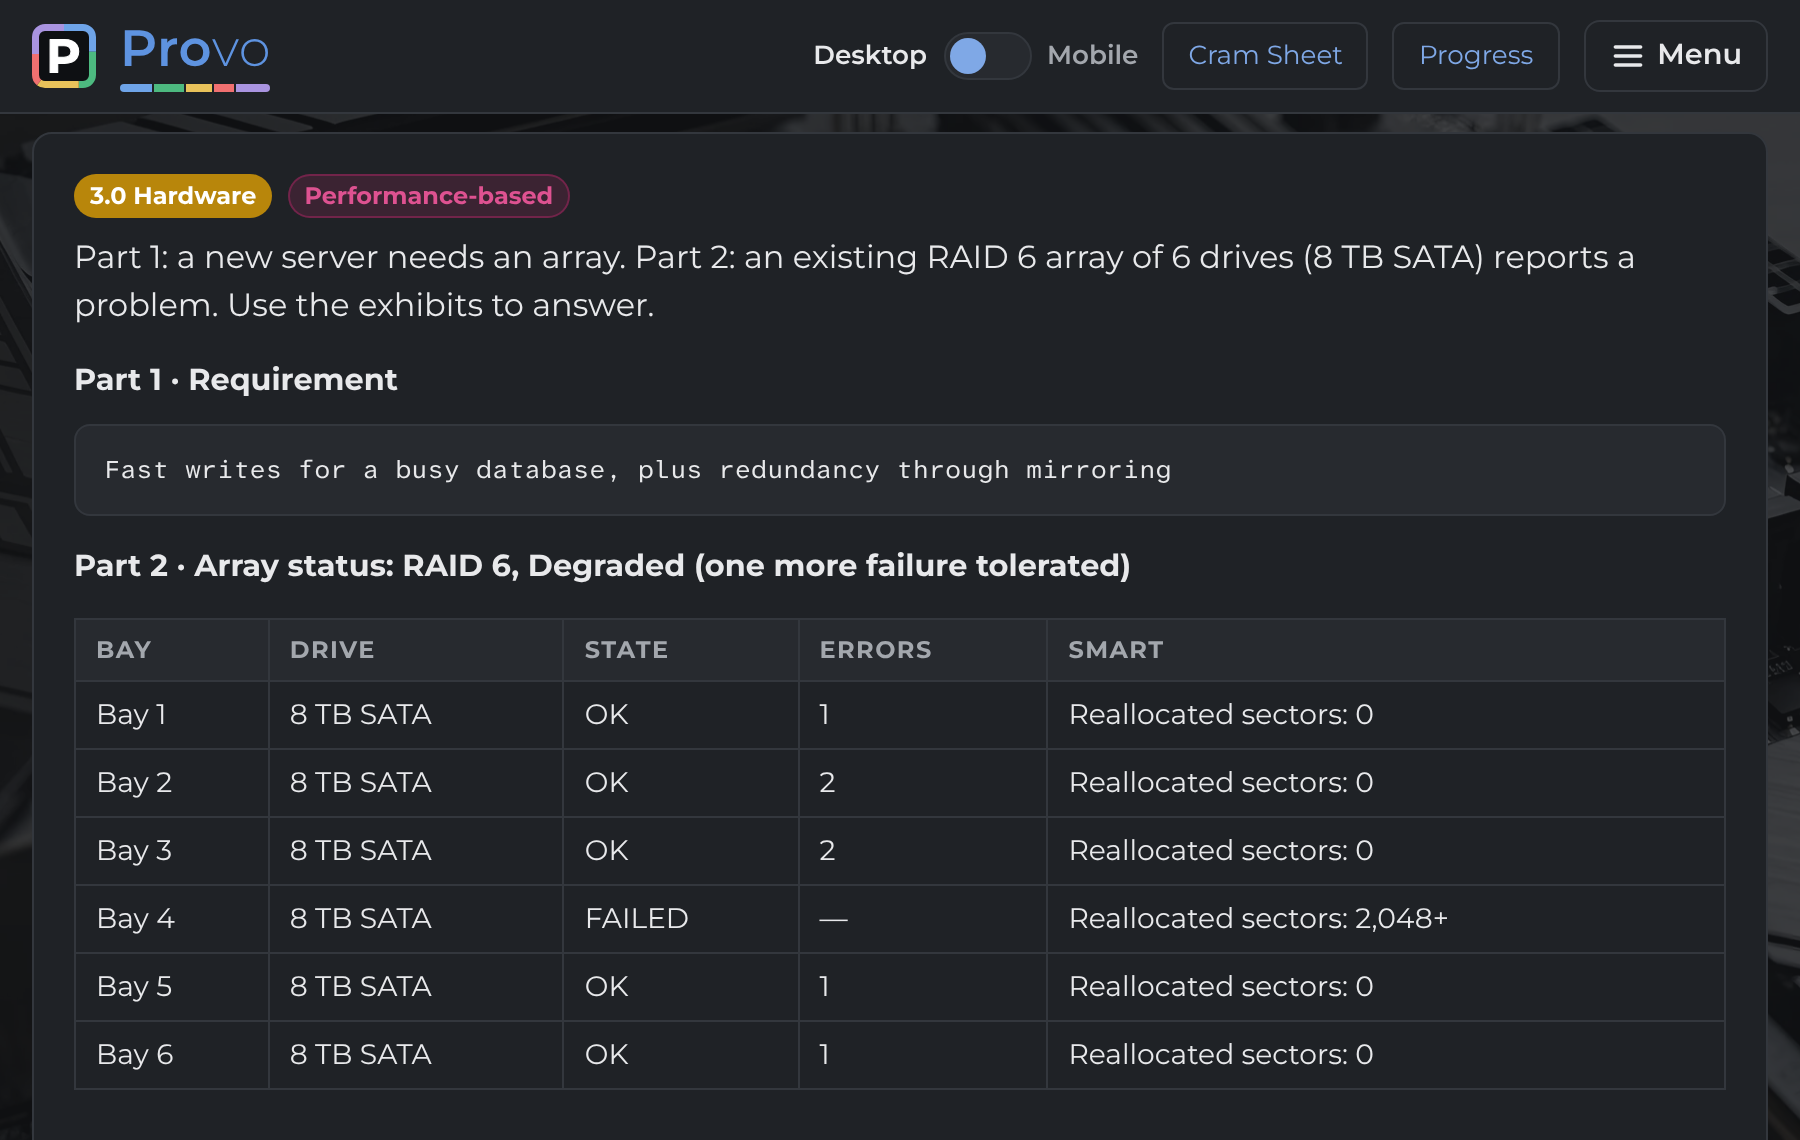 P Provo
Desktop Mobile Cram Sheet Progress Menu
3.0 Hardware Performance-based
Part 1: a new server needs an array. Part 2: an existing RAID 6 array of 6 drives (8 TB SATA) reports a
problem. Use the exhibits to answer.
Part 1 · Requirement
Fast writes for a busy database, plus redundancy through mirroring
Part 2 · Array status: RAID 6, Degraded (one more failure tolerated)
BAY DRIVE STATE ERRORS SMART
Bay 1 8 TB SATA OK 1 Reallocated sectors: 0
Bay 2 8 TB SATA OK 2 Reallocated sectors: 0
Bay 3 8 TB SATA OK 2 Reallocated sectors: 0
Bay 4 8 TB SATA FAILED — Reallocated sectors: 2,048+
Bay 5 8 TB SATA OK 1 Reallocated sectors: 0
Bay 6 8 TB SATA OK 1 Reallocated sectors: 0